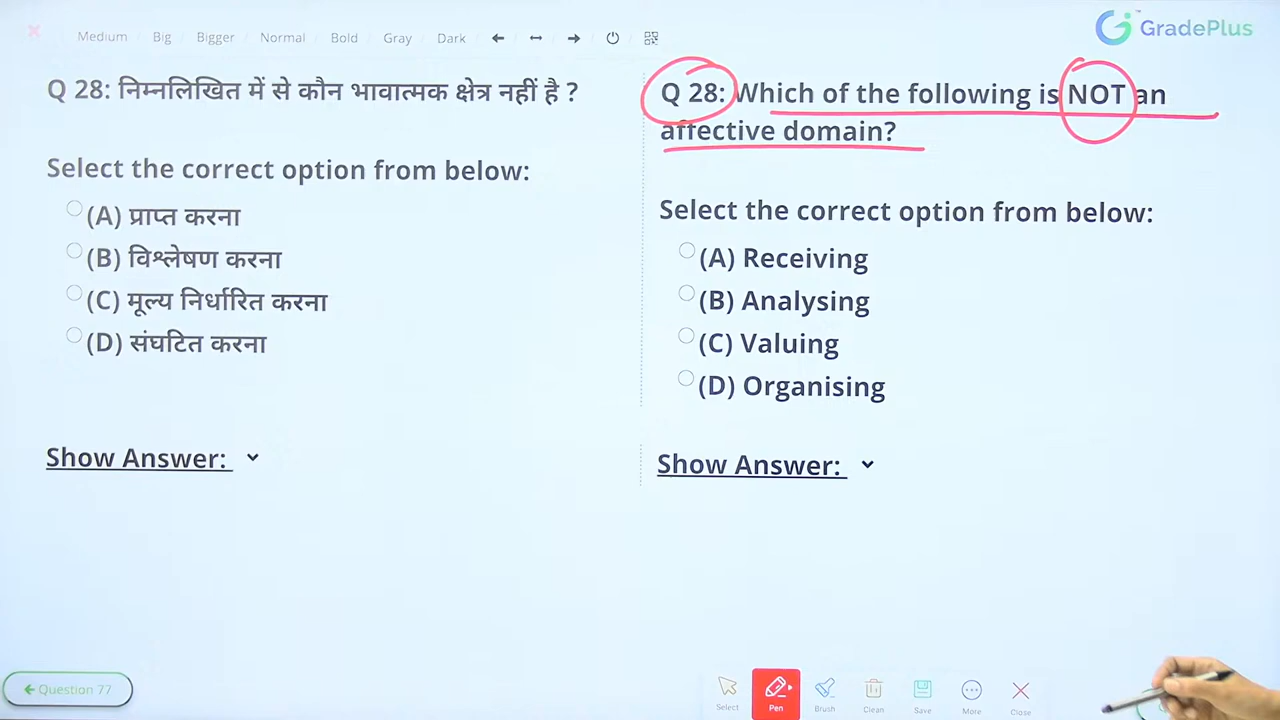 Medium Big Bigger Normal Bold Gray Dark
GradePlus
Q 28: निम्नलिखित में से कौन भावात्मक क्षेत्र नहीं है ?
Select the correct option from below:
(A) प्राप्त करना
(B) विश्लेषण करना
(C) मूल्य निर्धारित करना
(D) संघटित करना
Show Answer:
Q 28: Which of the following is NOT an
affective domain?
Select the correct option from below:
(A) Receiving
(B) Analysing
(C) Valuing
(D) Organising
Show Answer:
Question 77
Select Pen Brush Clean Save More Close